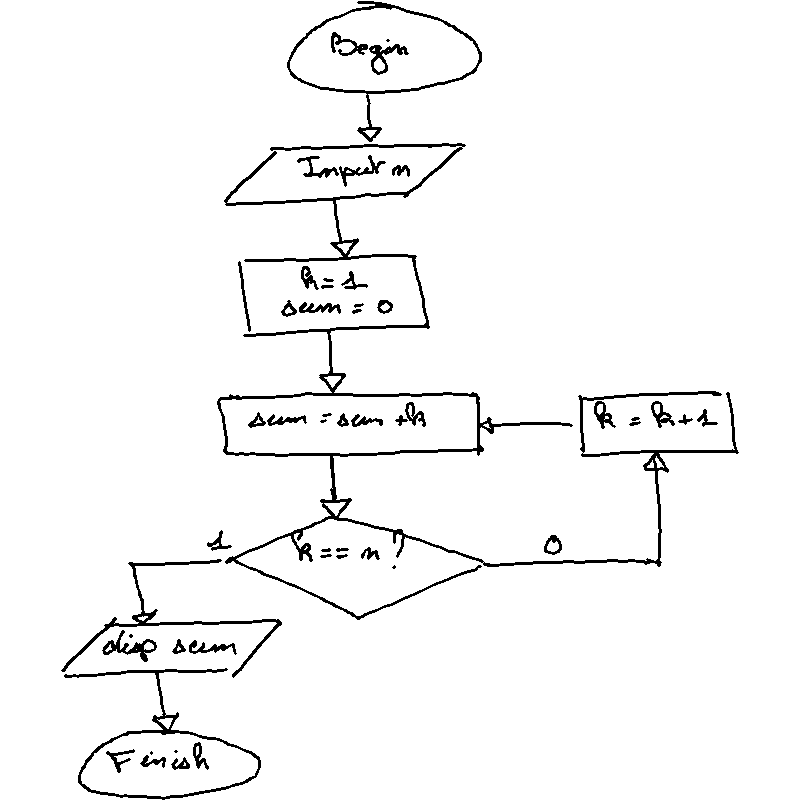 Begin
Input n
k = 1
sum = 0
sum = sum + k
k = k + 1
k == n ?
1
0
disp sum
Finish